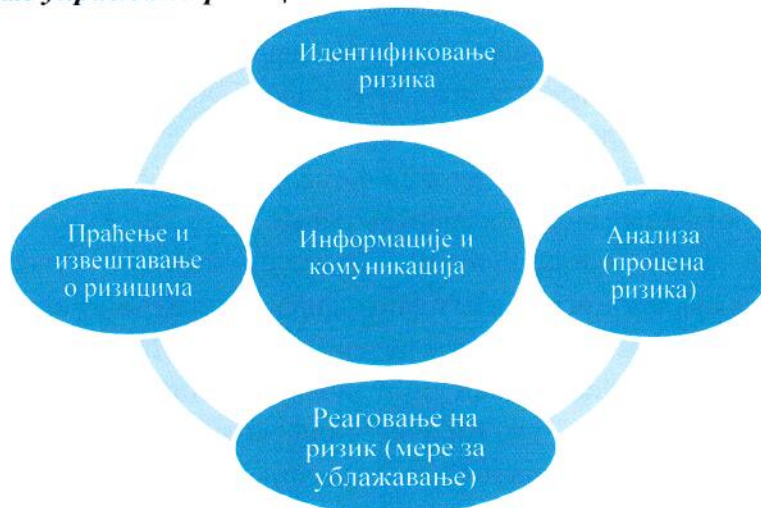 Идентификовање
ризика
Праћење и
извештавање
о ризицима
Информације и
комуникација
Анализа
(процена
ризика)
Реаговање на
ризик (мере за
ублажавање)